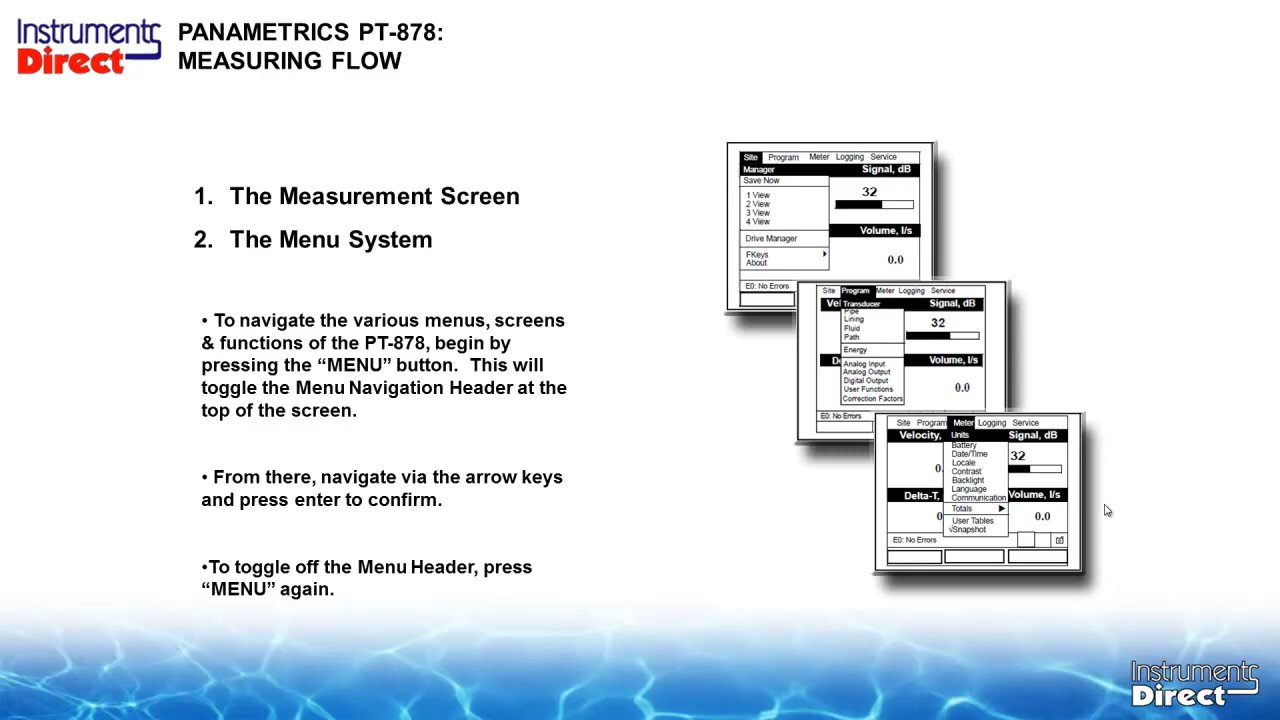 Instruments
Direct
PANAMETRICS PT-878:
MEASURING FLOW
1. The Measurement Screen
2. The Menu System
• To navigate the various menus, screens
& functions of the PT-878, begin by
pressing the “MENU” button. This will
toggle the Menu Navigation Header at the
top of the screen.
• From there, navigate via the arrow keys
and press enter to confirm.
•To toggle off the Menu Header, press
“MENU” again.
Site Program Meter Logging Service
Manager Signal, dB
Save Now
32
1 View
2 View
3 View
4 View
Volume, l/s
Drive Manager
FKeys
About
0.0
E0: No Errors
Site Program Meter Logging Service
Vel Transducer Signal, dB
Pipe
Lining
Fluid
Path
32
Energy
D Volume, l/s
Analog Input
Analog Output
Digital Output
User Functions
Correction Factors
0.0
E0: No Errors
Site Program Meter Logging Service
Velocity, Units Signal, dB
Battery
Date/Time
Locale
Contrast
Backlight
Language
Communication
32
0.
Delta-T, Volume, l/s
Totals
User Tables
√Snapshot
0 0.0
E0: No Errors
Instruments
Direct